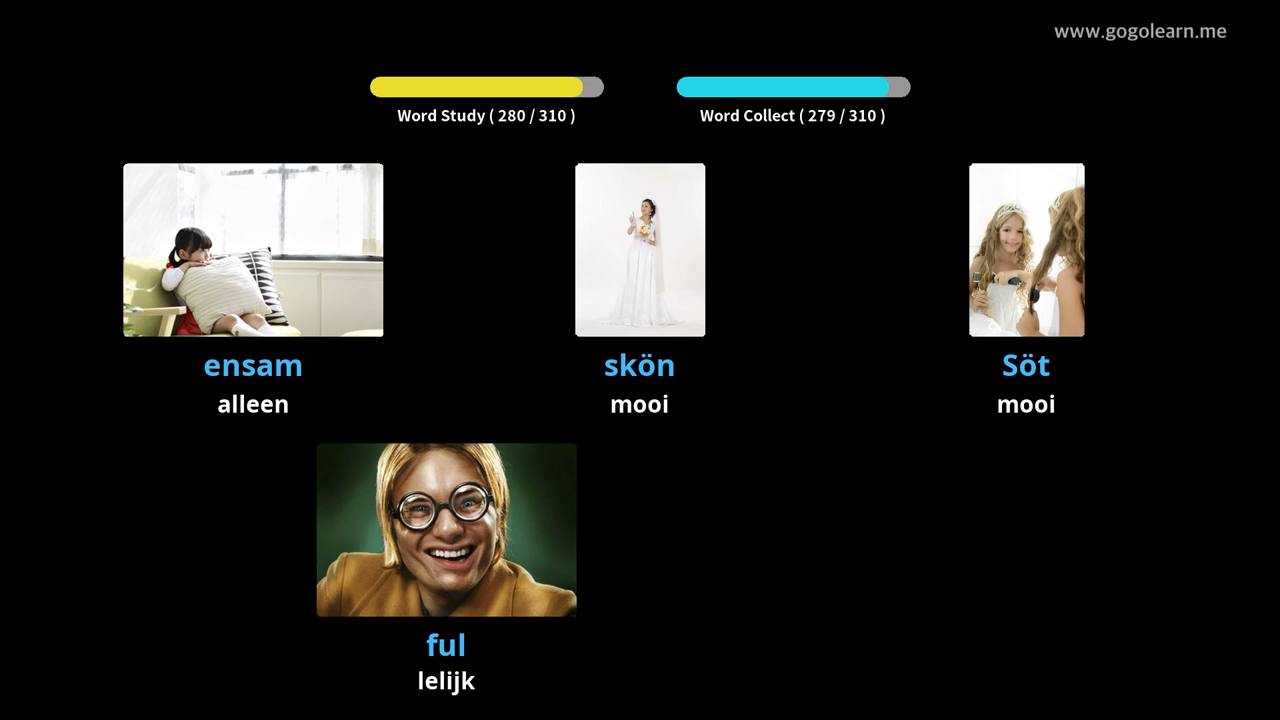 www.gogolearn.me
Word Study ( 280 / 310 )
Word Collect ( 279 / 310 )
ensam
alleen
skön
mooi
Söt
mooi
ful
lelijk